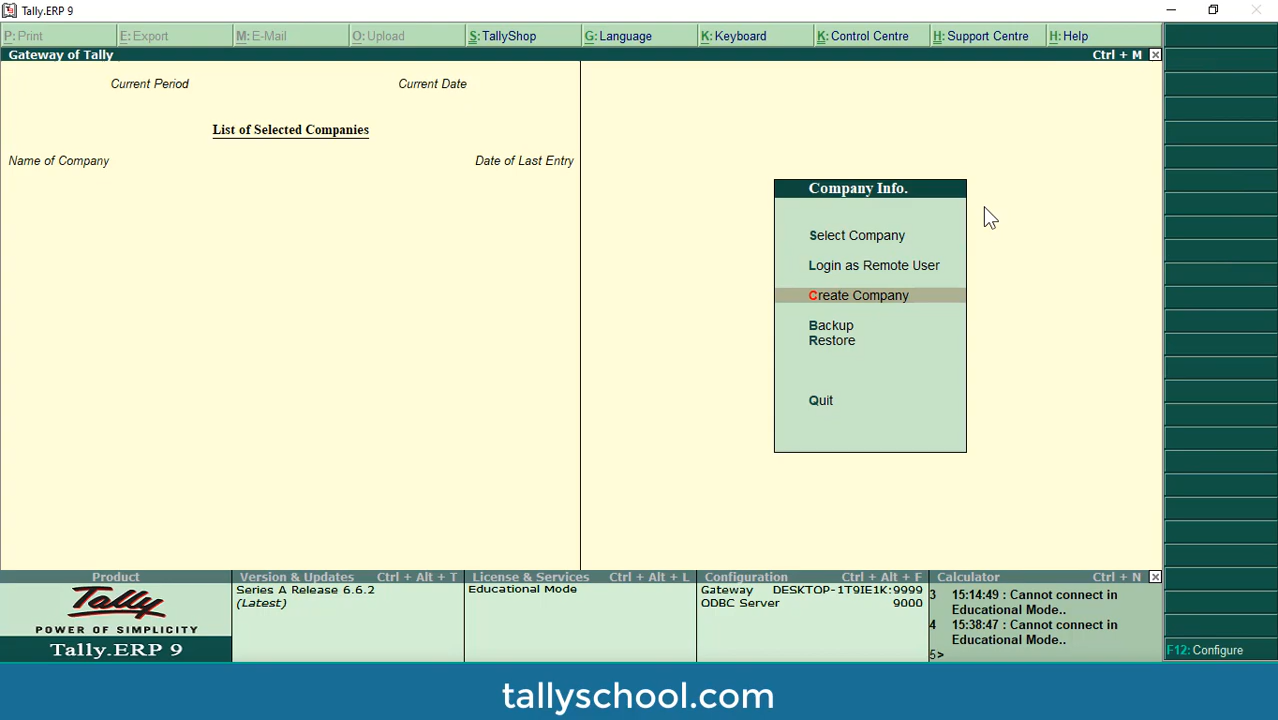 Tally.ERP 9
P: Print
E: Export
M: E-Mail
O: Upload
S: TallyShop
G: Language
K: Keyboard
K: Control Centre
H: Support Centre
H: Help
Gateway of Tally
Ctrl + M
Current Period
Current Date
List of Selected Companies
Name of Company
Date of Last Entry
Company Info.
Select Company
Login as Remote User
Create Company
Backup
Restore
Quit
Product
Tally
POWER OF SIMPLICITY
Tally.ERP 9
Version & Updates Ctrl + Alt + T
Series A Release 6.6.2
(Latest)
License & Services Ctrl + Alt + L
Educational Mode
Configuration Ctrl + Alt + F
Gateway DESKTOP-1T9IE1K:9999
ODBC Server 9000
Calculator Ctrl + N
3 15:14:49 : Cannot connect in
Educational Mode..
4 15:38:47 : Cannot connect in
Educational Mode..
5>
F12: Configure
tallyschool.com